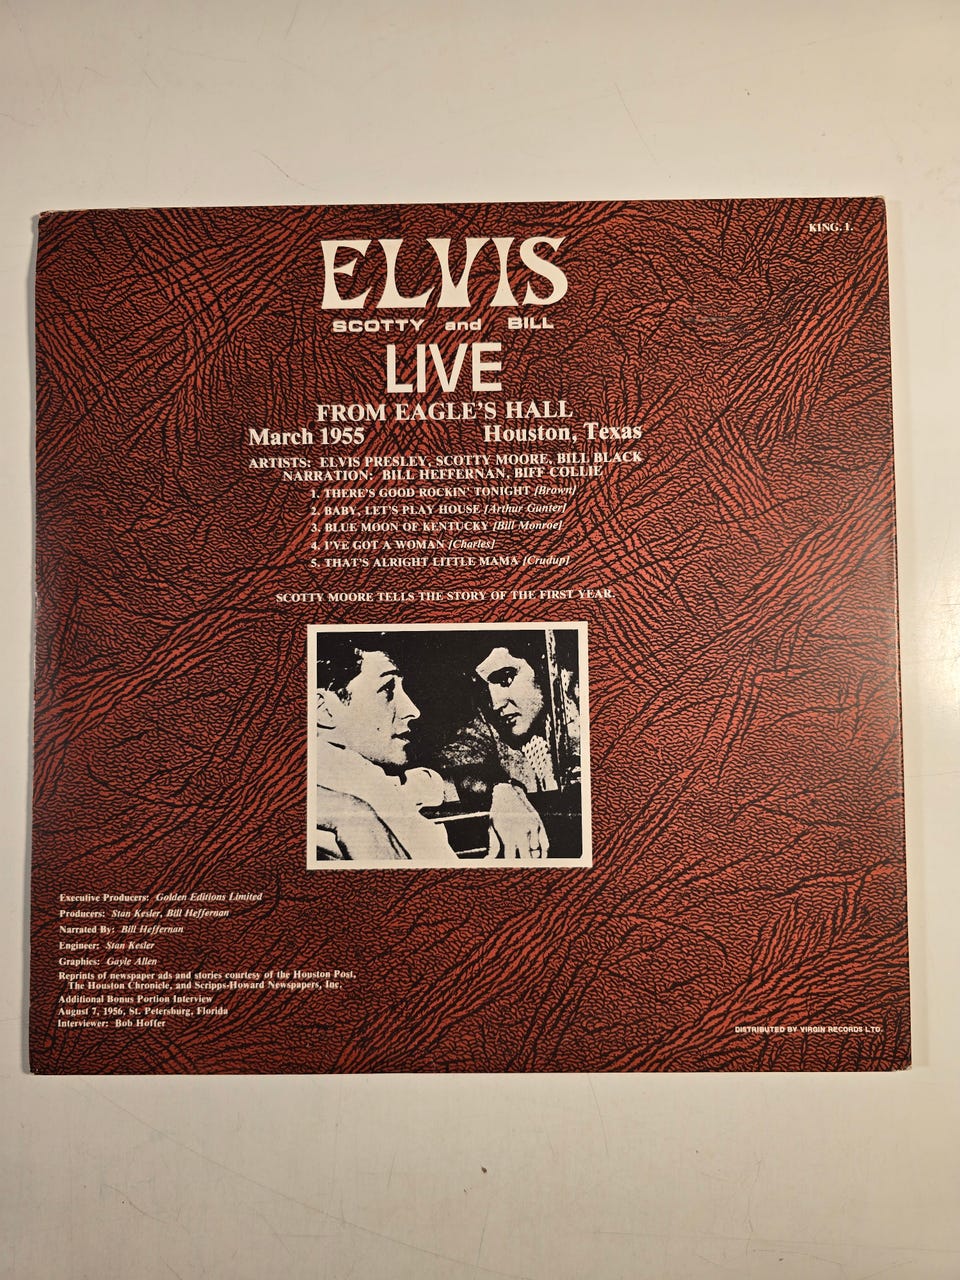 KING. 1.
ELVIS
SCOTTY and BILL
LIVE
FROM EAGLE'S HALL
March 1955 Houston, Texas
ARTISTS: ELVIS PRESLEY, SCOTTY MOORE, BILL BLACK
NARRATION: BILL HEFFERNAN, BIFF COLLIE
1. THERE'S GOOD ROCKIN' TONIGHT [Brown]
2. BABY, LET'S PLAY HOUSE [Arthur Gunter]
3. BLUE MOON OF KENTUCKY [Bill Monroe]
4. I'VE GOT A WOMAN [Charles]
5. THAT'S ALRIGHT LITTLE MAMA [Crudup]
SCOTTY MOORE TELLS THE STORY OF THE FIRST YEAR.
Executive Producers: Golden Editions Limited
Producers: Stan Kesler, Bill Heffernan
Narrated By: Bill Heffernan
Engineer: Stan Kesler
Graphics: Gayle Allen
Reprints of newspaper ads and stories courtesy of the Houston Post,
The Houston Chronicle, and Scripps-Howard Newspapers, Inc.
Additional Bonus Portion Interview
August 7, 1956, St. Petersburg, Florida
Interviewer: Bob Hoffer
DISTRIBUTED BY VIRGIN RECORDS LTD.